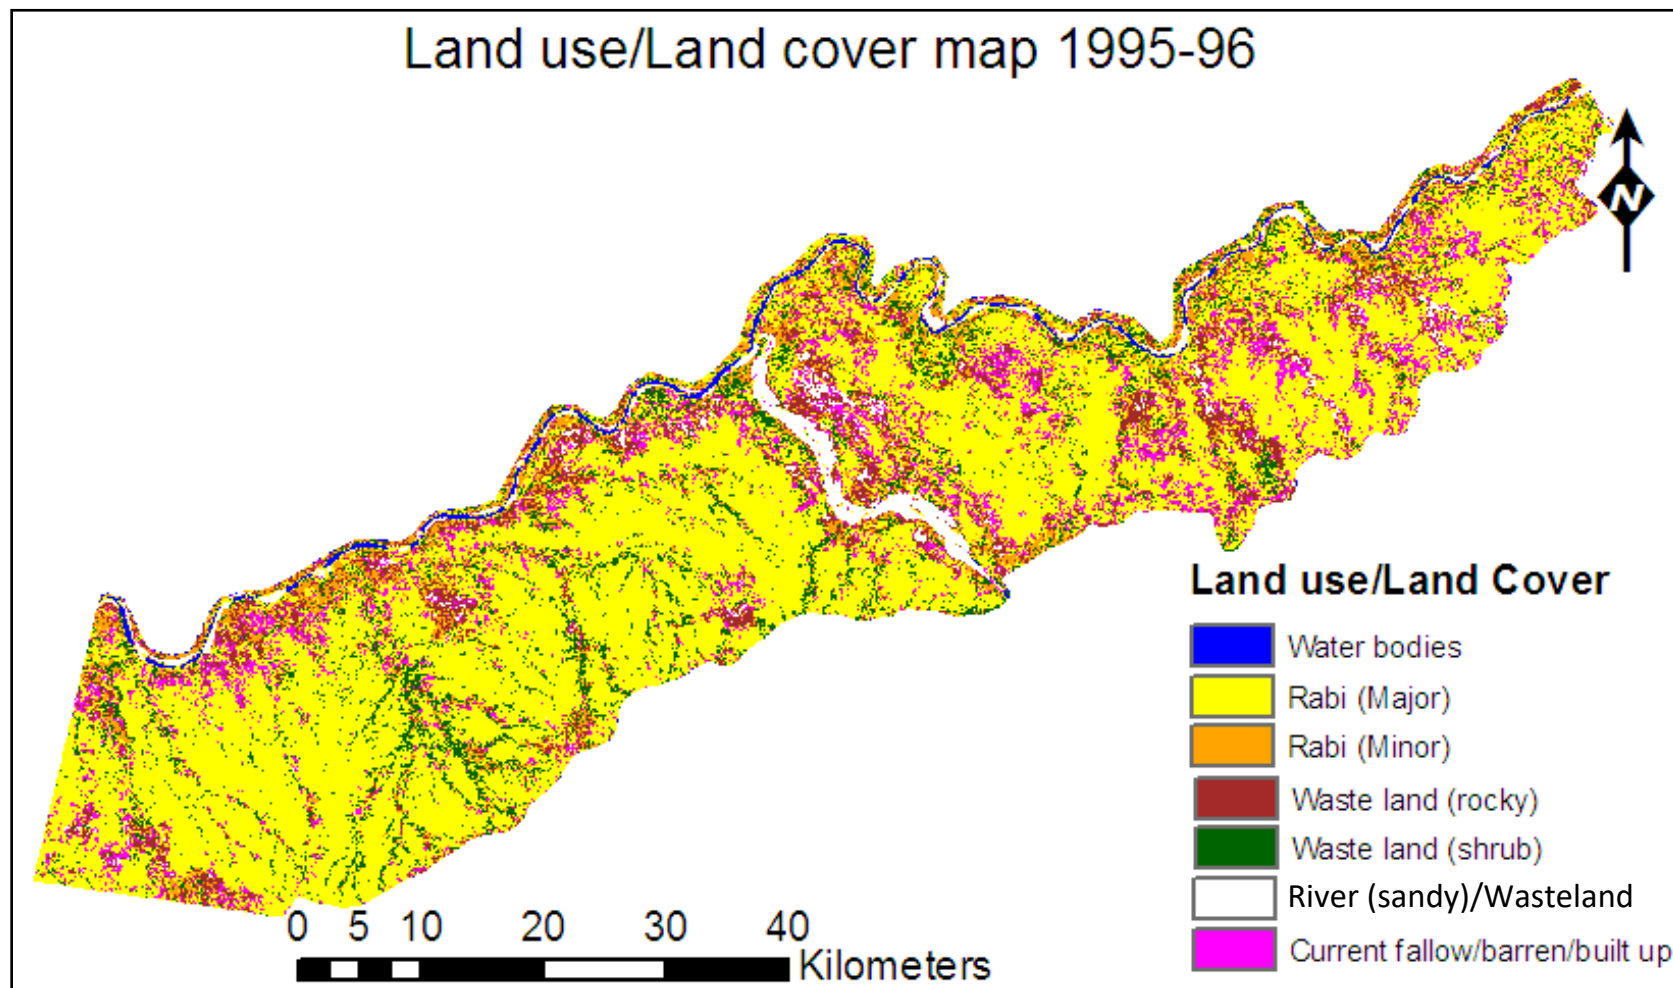 Land use/Land cover map 1995-96
N
Land use/Land Cover
Water bodies
Rabi (Major)
Rabi (Minor)
Waste land (rocky)
Waste land (shrub)
River (sandy)/Wasteland
Current fallow/barren/built up
0 5 10 20 30 40
Kilometers